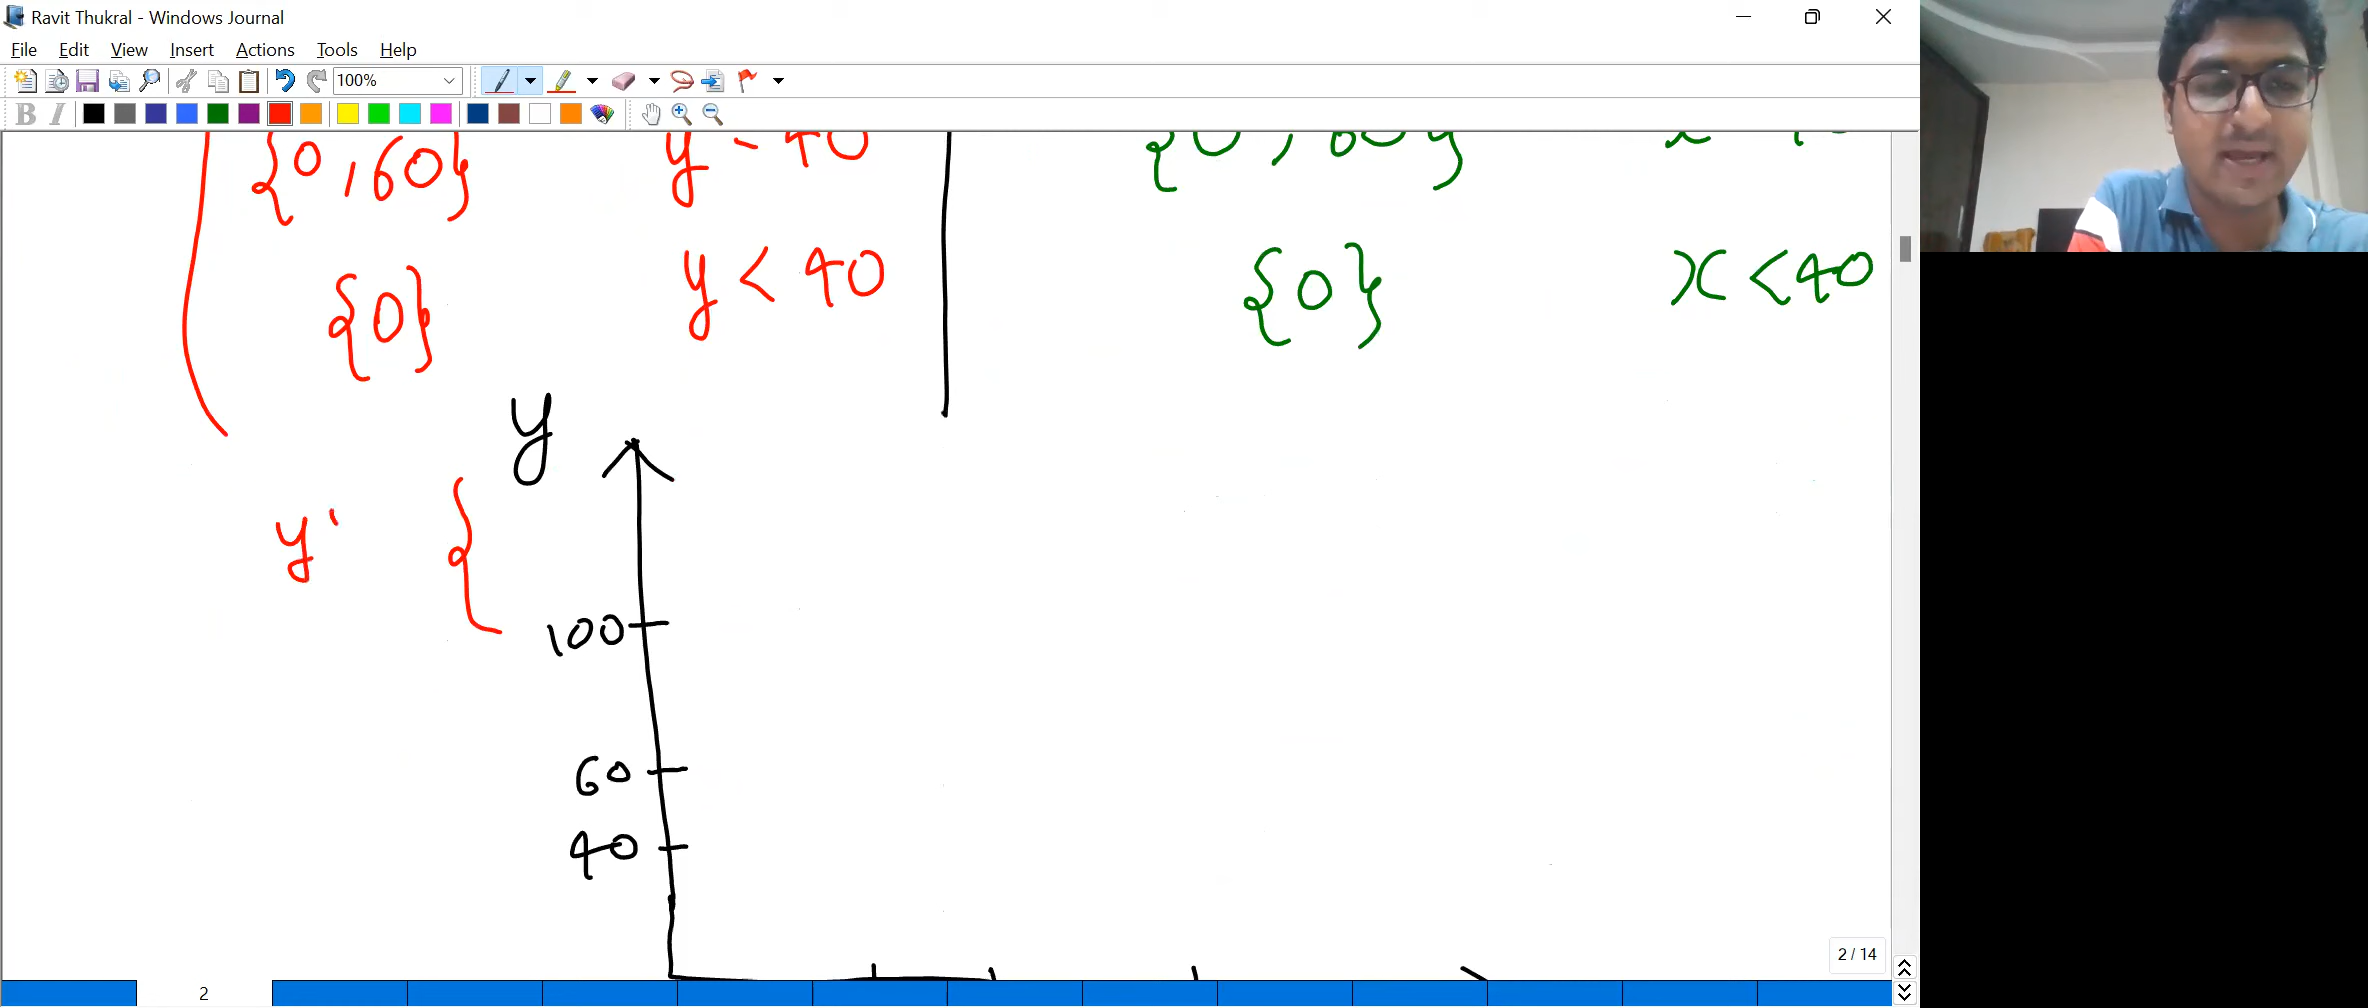 Ravit Thukral - Windows Journal
File Edit View Insert Actions Tools Help
100%
B I
{0,60} y = 40
{0} y < 40
{0} x < 40
y
y' {
100
60
40
2 / 14
2